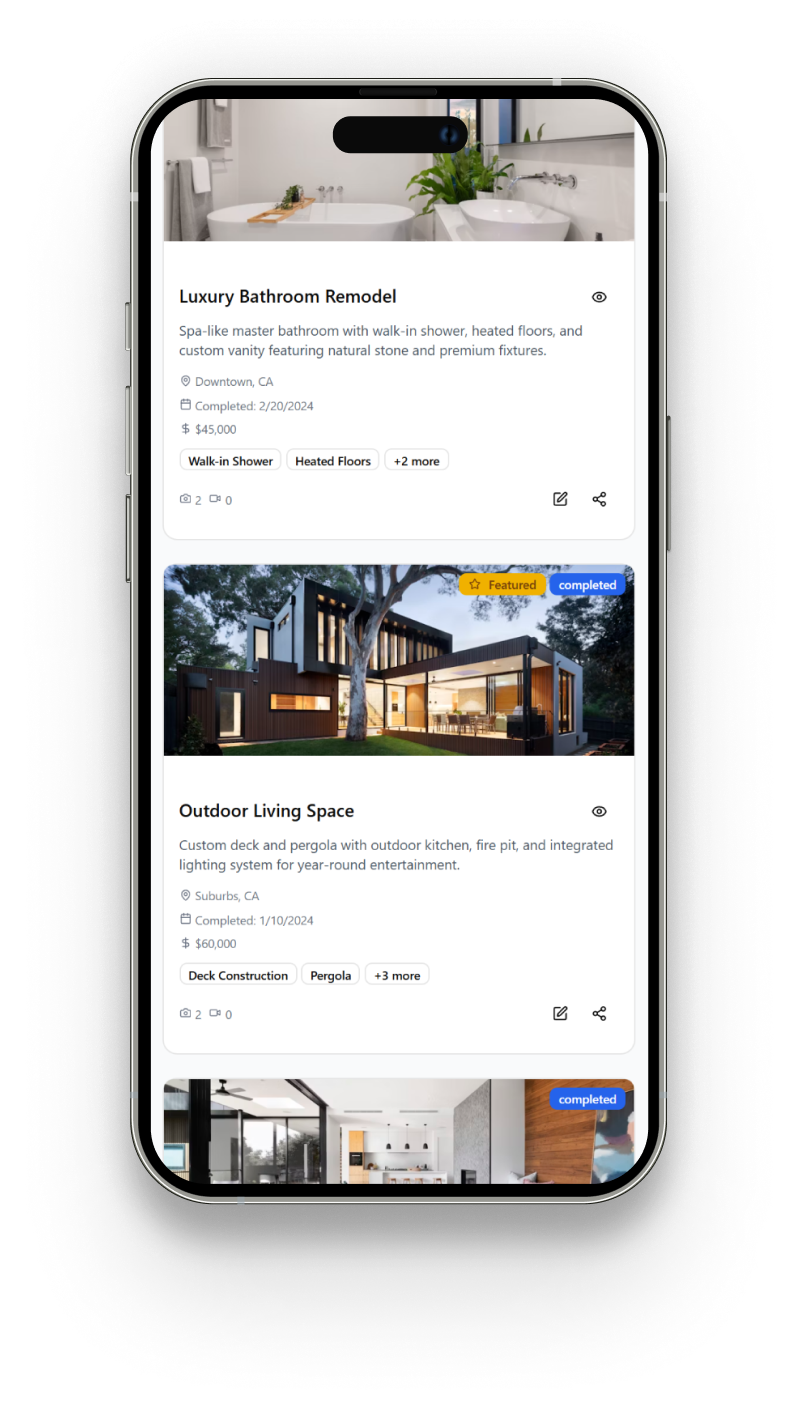 Luxury Bathroom Remodel
Spa-like master bathroom with walk-in shower, heated floors, and
custom vanity featuring natural stone and premium fixtures.
Downtown, CA
Completed: 2/20/2024
$ $45,000
Walk-in Shower Heated Floors +2 more
2 0
Featured completed
Outdoor Living Space
Custom deck and pergola with outdoor kitchen, fire pit, and integrated
lighting system for year-round entertainment.
Suburbs, CA
Completed: 1/10/2024
$ $60,000
Deck Construction Pergola +3 more
2 0
completed